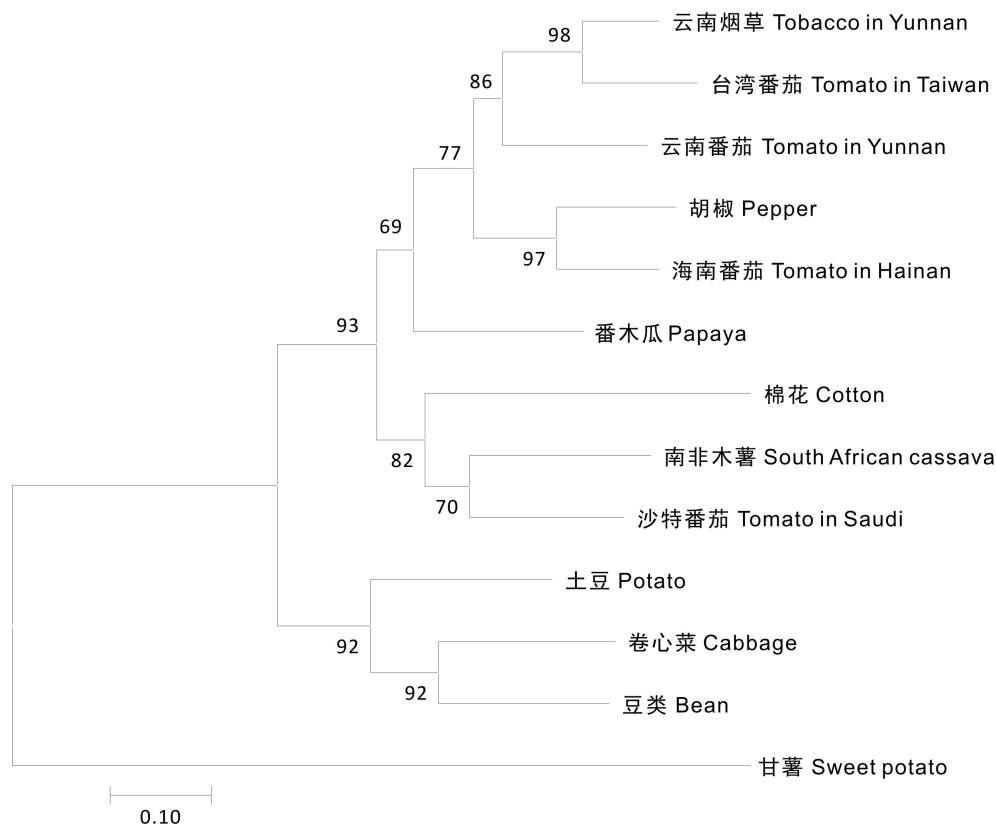 98
云南烟草 Tobacco in Yunnan
86
台湾番茄 Tomato in Taiwan
77
云南番茄 Tomato in Yunnan
胡椒 Pepper
69
97
海南番茄 Tomato in Hainan
93
番木瓜 Papaya
棉花 Cotton
82
南非木薯 South African cassava
70
沙特番茄 Tomato in Saudi
土豆 Potato
92
卷心菜 Cabbage
92
豆类 Bean
甘薯 Sweet potato
0.10